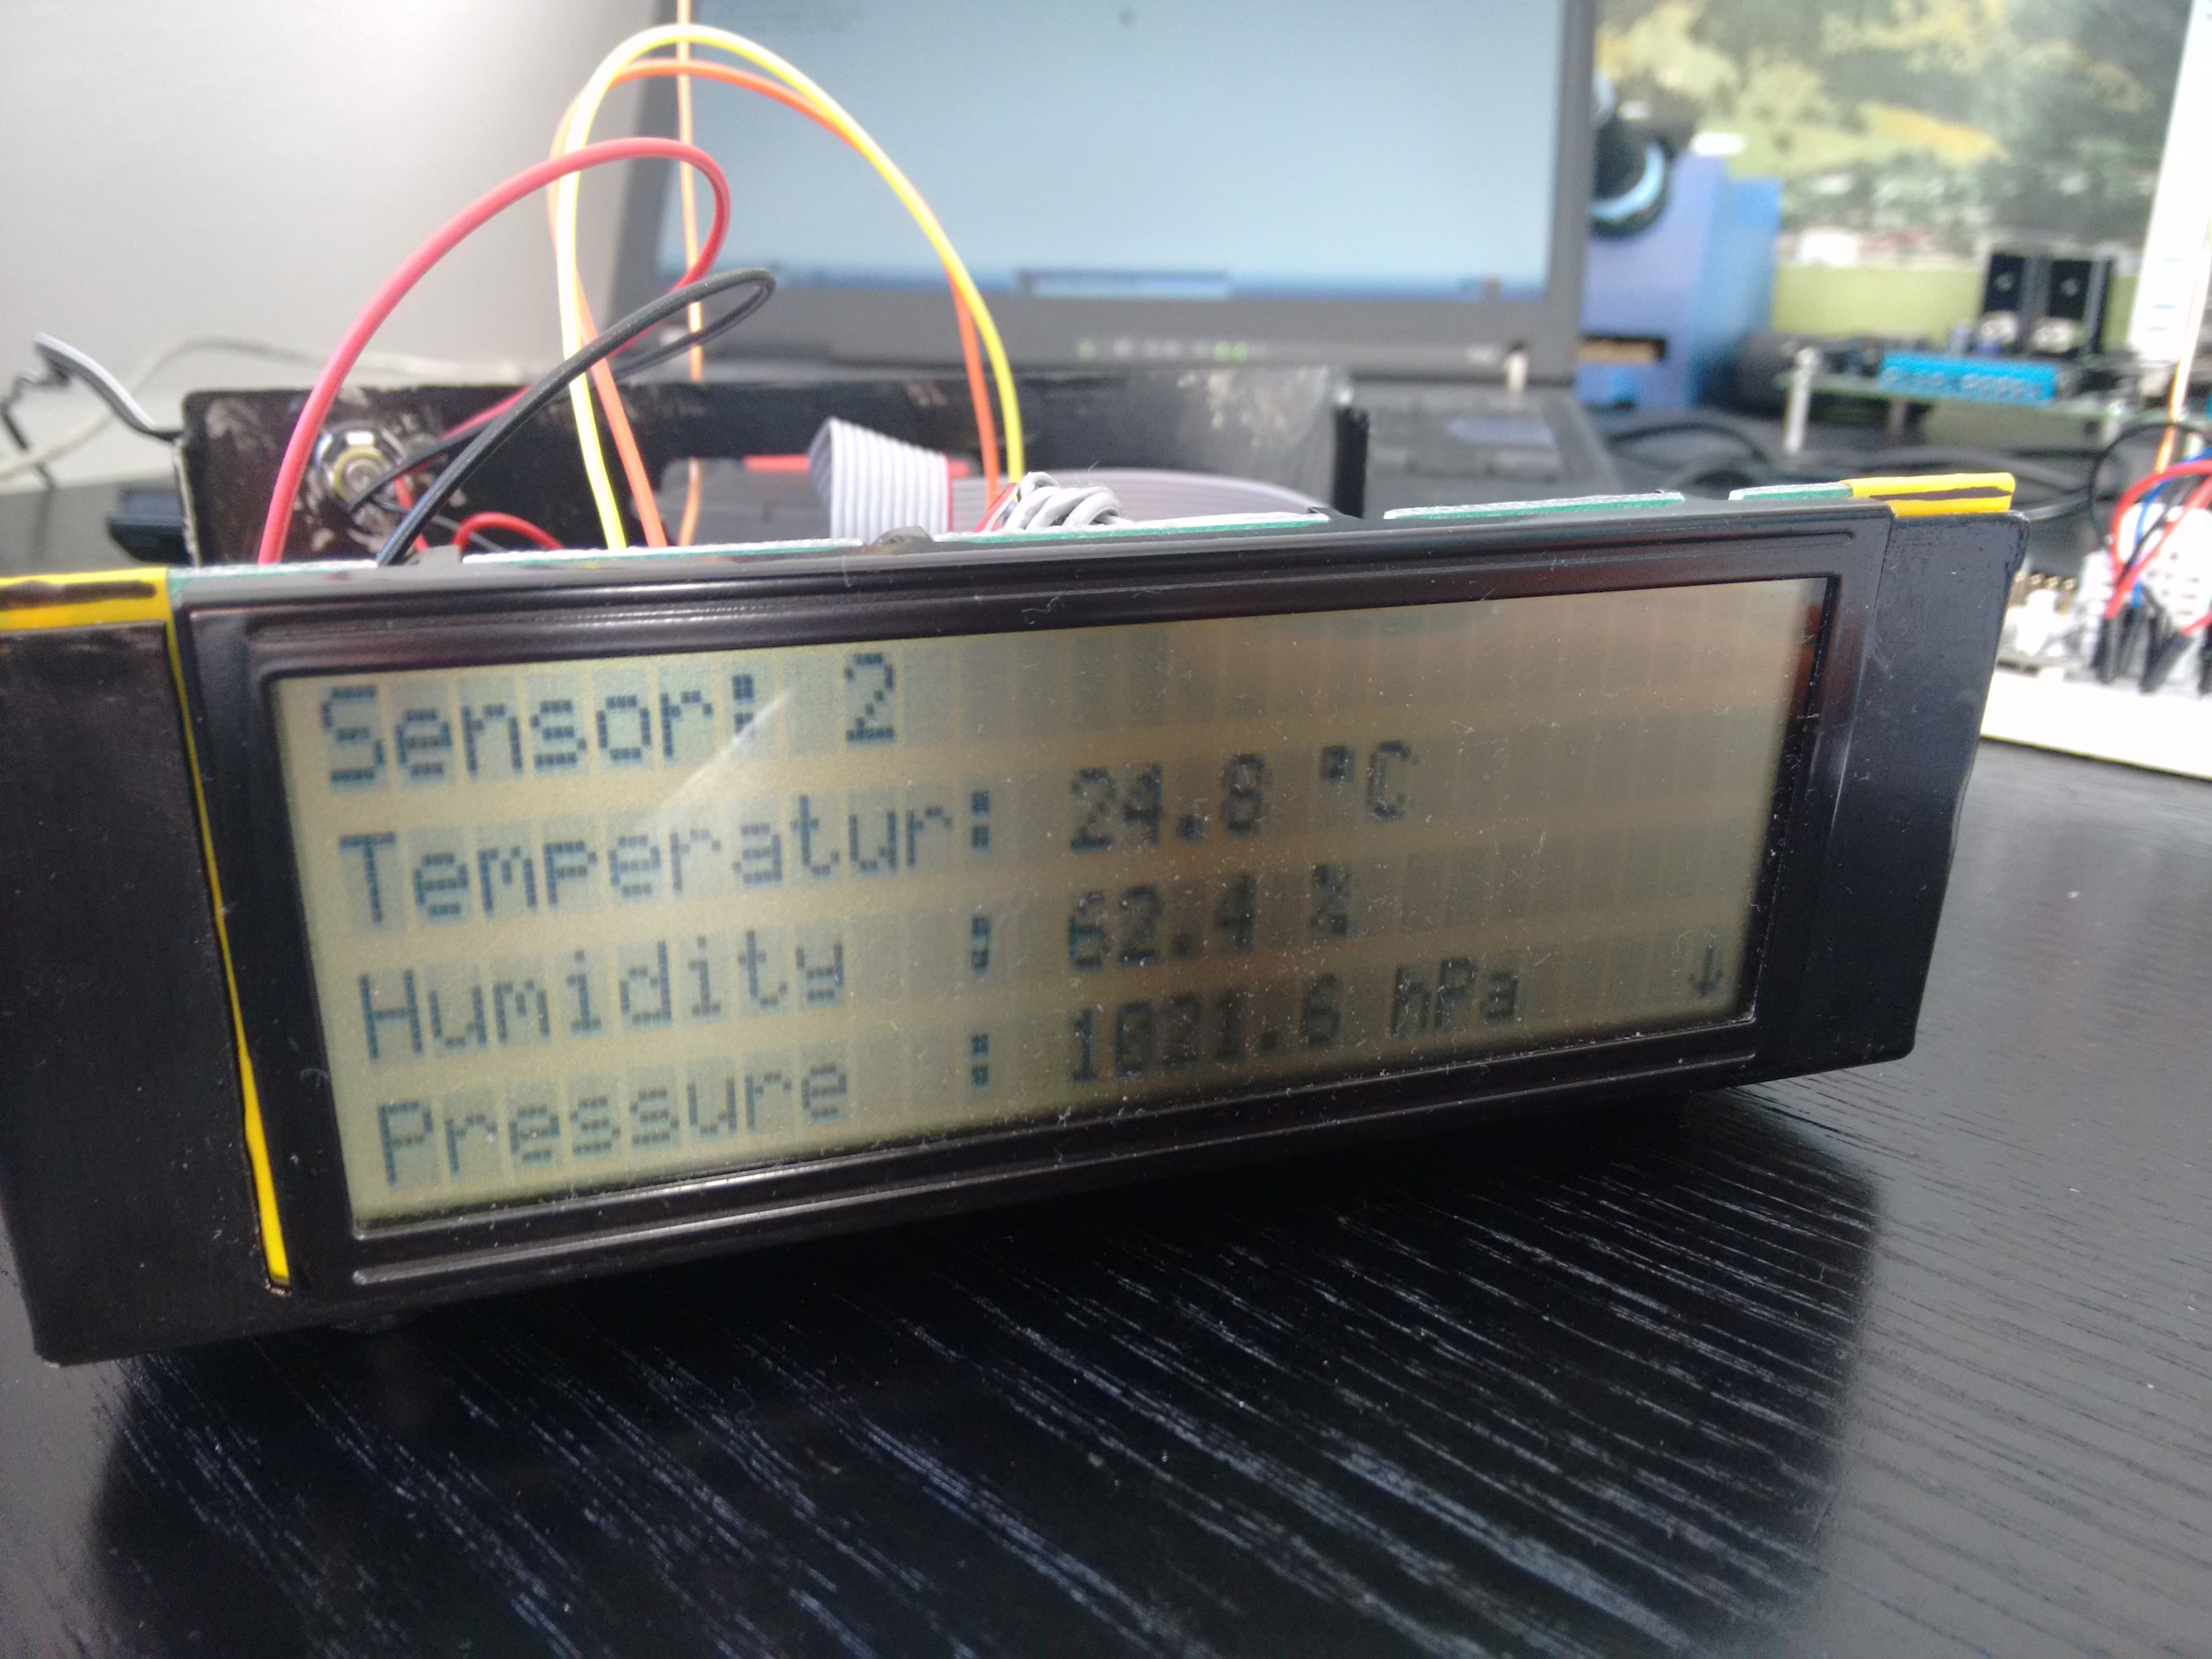 Sensor: 2
Temperatur: 24.8 °C
Humidity : 62.4 %
Pressure : 1021.6 hPa ↓